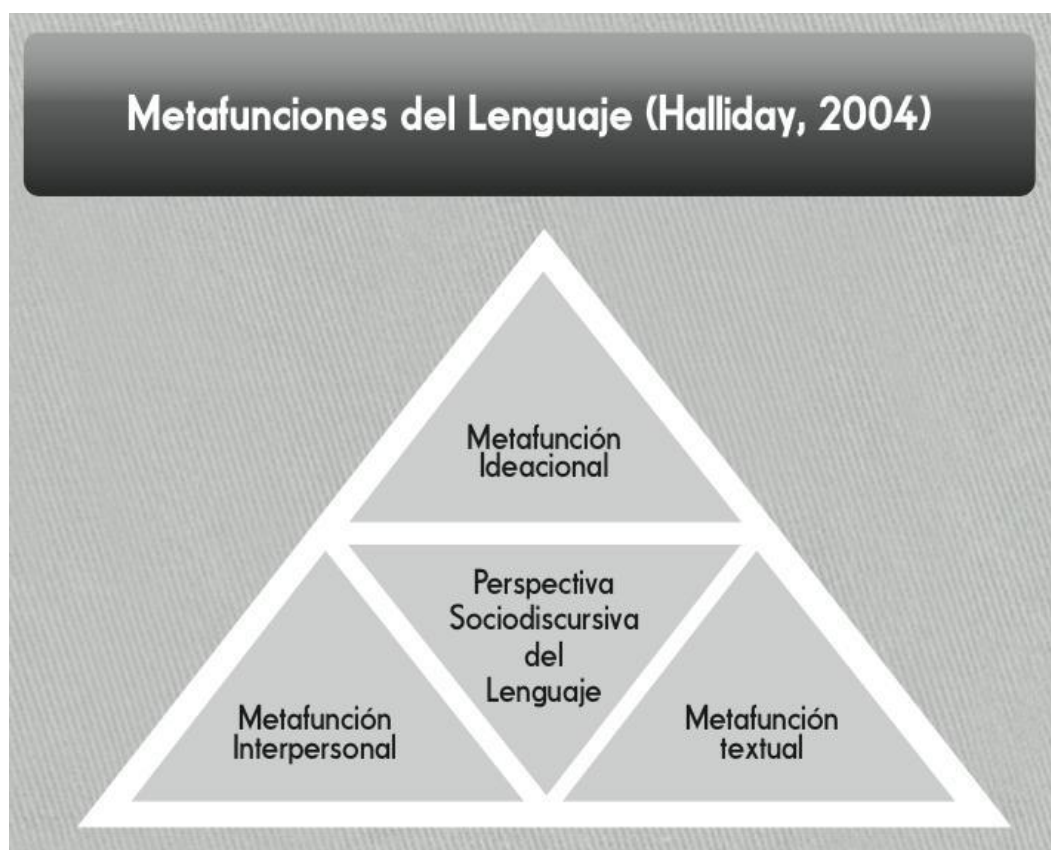 Metafunciones del Lenguaje (Halliday, 2004)
Metafunción
Ideacional
Perspectiva
Sociodiscursiva
del
Lenguaje
Metafunción
Interpersonal
Metafunción
textual